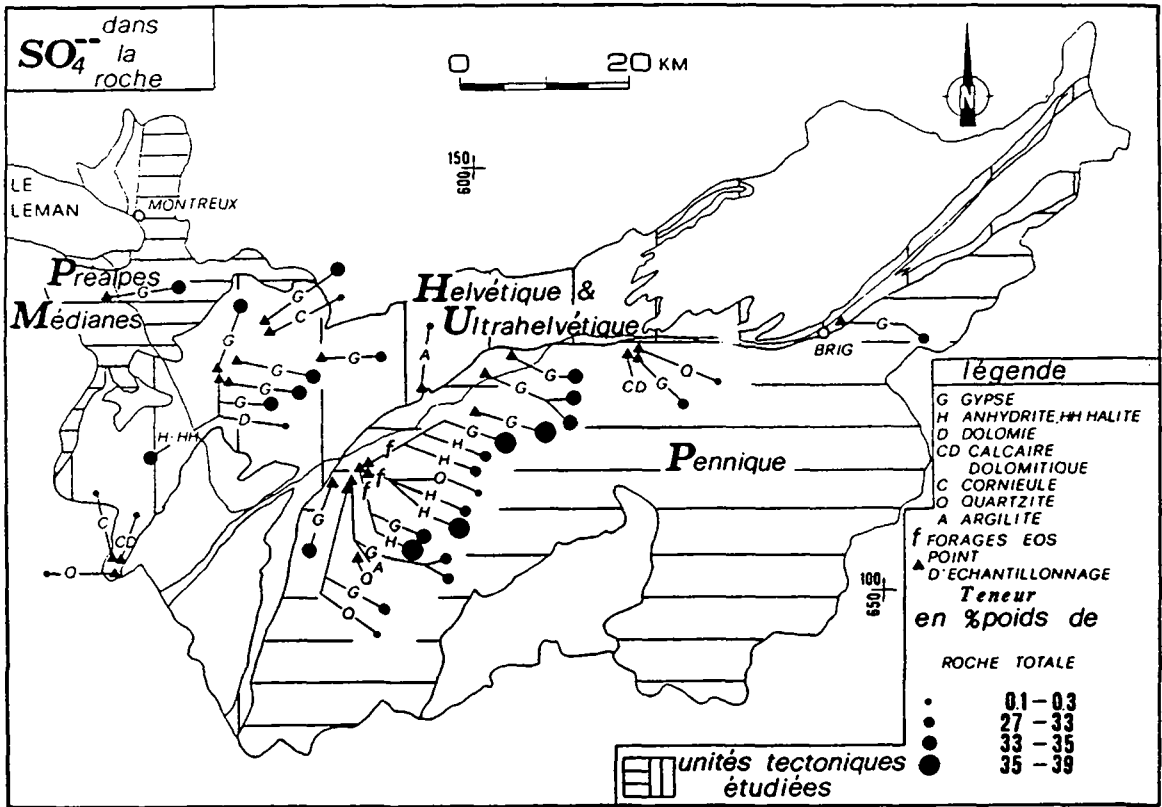 SO4-- dans
la
roche
0 20 KM
N
150
600
LE
LEMAN
MONTREUX
Préalpes
Médianes
Helvétique &
Ultrahelvétique
BRIG
Pennique
G
G
C
G
G
G
G
G
D
H-HH
A
G
G
CD
Q
G
G
G
H
H
Q
H
H
G
H
G
A
Q
G
Q
G
C
CD
Q
f
f
f
100
650
légende
G GYPSE
H ANHYDRITE, HH HALITE
D DOLOMIE
CD CALCAIRE
DOLOMITIQUE
C CORNIEULE
Q QUARTZITE
A ARGILITE
f FORAGES EOS
POINT
D'ECHANTILLONNAGE
Teneur
en %poids de
ROCHE TOTALE
0.1 – 0.3
27 – 33
33 – 35
35 – 39
unités tectoniques
étudiées